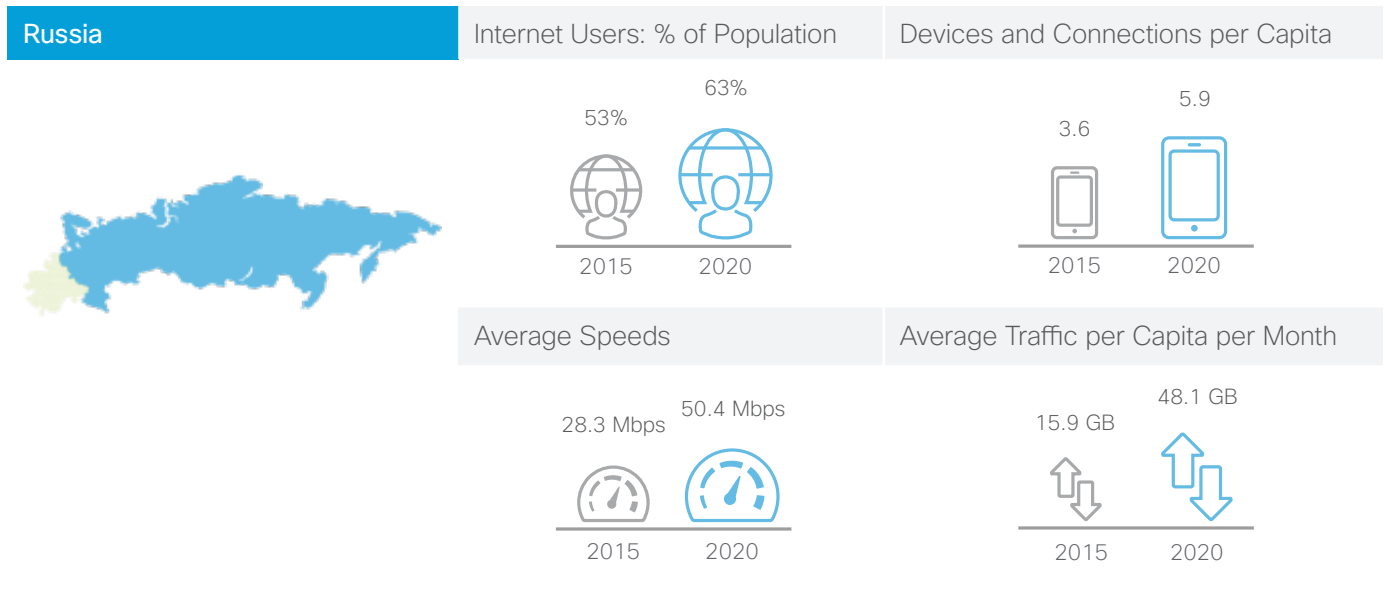 Russia
Internet Users: % of Population
53%
63%
2015
2020
Devices and Connections per Capita
3.6
5.9
2015
2020
Average Speeds
28.3 Mbps
50.4 Mbps
2015
2020
Average Traffic per Capita per Month
15.9 GB
48.1 GB
2015
2020